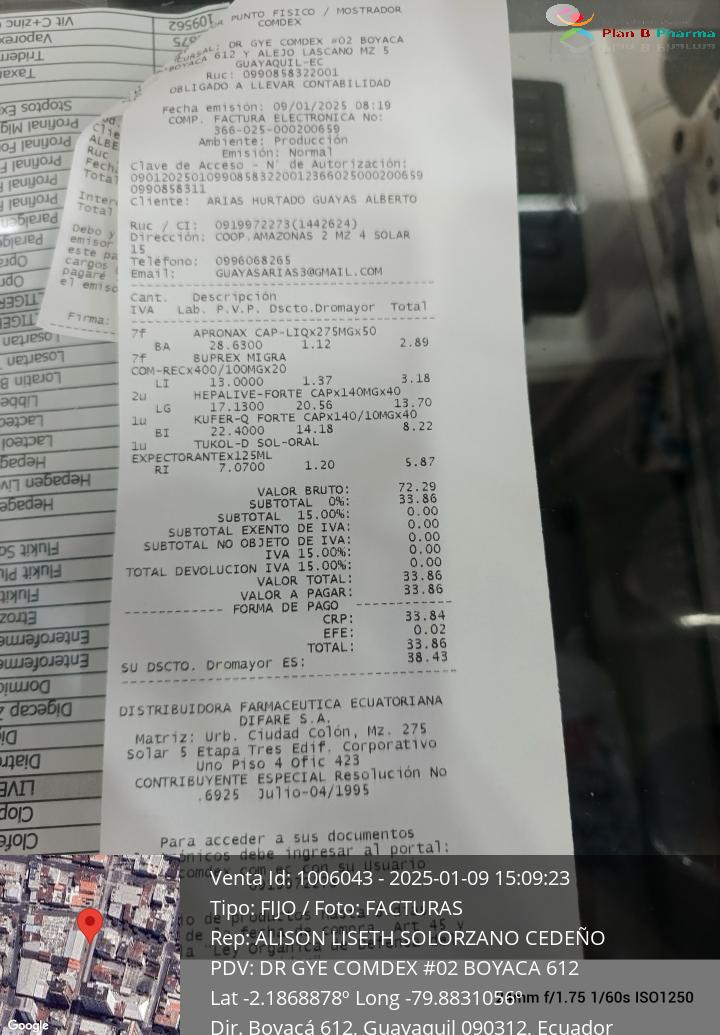 Plan B Pharma
PUNTO FISICO / MOSTRADOR
COMDEX
DR GYE COMDEX #02 BOYACA
BOYACA 612 Y ALEJO LASCANO MZ 5
GUAYAQUIL-EC
Ruc: 0990858322001
OBLIGADO A LLEVAR CONTABILIDAD
Fecha emisión: 09/01/2025 08:19
COMP. FACTURA ELECTRONICA No:
366-025-000200659
Ambiente: Producción
Emisión: Normal
Clave de Acceso - N° de Autorización:
090120250109908583220012366025000200659
0990858311
Cliente: ARIAS HURTADO GUAYAS ALBERTO
Ruc / CI: 0919972273(1442624)
Dirección: COOP.AMAZONAS 2 MZ 4 SOLAR
15
Teléfono: 0996068265
Email: GUAYASARIAS3@GMAIL.COM
Cant. Descripción
IVA Lab. P.V.P. Dscto.Dromayor Total
7f APRONAX CAP-LIQx275MGx50
BA 28.6300 1.12 2.89
7f BUPREX MIGRA
COM-RECx400/100MGx20
LI 13.0000 1.37 3.18
2u HEPALIVE-FORTE CAPx140MGx40
LG 17.1300 20.56 13.70
1u KUFER-Q FORTE CAPx140/10MGx40
BI 22.4000 14.18 8.22
1u TUKOL-D SOL-ORAL
EXPECTORANTEx125ML
RI 7.0700 1.20 5.87
VALOR BRUTO: 72.29
SUBTOTAL 0%: 33.86
SUBTOTAL 15.00%: 0.00
SUBTOTAL EXENTO DE IVA: 0.00
SUBTOTAL NO OBJETO DE IVA: 0.00
IVA 15.00%: 0.00
TOTAL DEVOLUCION IVA 15.00%: 0.00
VALOR TOTAL: 33.86
VALOR A PAGAR: 33.86
------------ FORMA DE PAGO ------------
CRP: 33.84
EFE: 0.02
TOTAL: 33.86
SU DSCTO. Dromayor ES: 38.43
DISTRIBUIDORA FARMACEUTICA ECUATORIANA
DIFARE S.A.
Matriz: Urb. Ciudad Colón, Mz. 275
Solar 5 Etapa Tres Edif. Corporativo
Uno Piso 4 Ofic 423
CONTRIBUYENTE ESPECIAL Resolución No
.6925 Julio-04/1995
Para acceder a sus documentos
debe ingresar al portal:
Venta Id: 1006043 - 2025-01-09 15:09:23
Tipo: FIJO / Foto: FACTURAS
Rep: ALISON LISETH SOLORZANO CEDEÑO
PDV: DR GYE COMDEX #02 BOYACA 612
Lat -2.1868878º Long
f/1.75 1/60s ISO1250
Dir. Boyacá 612, Guayaquil 090312, Ecuador
Google